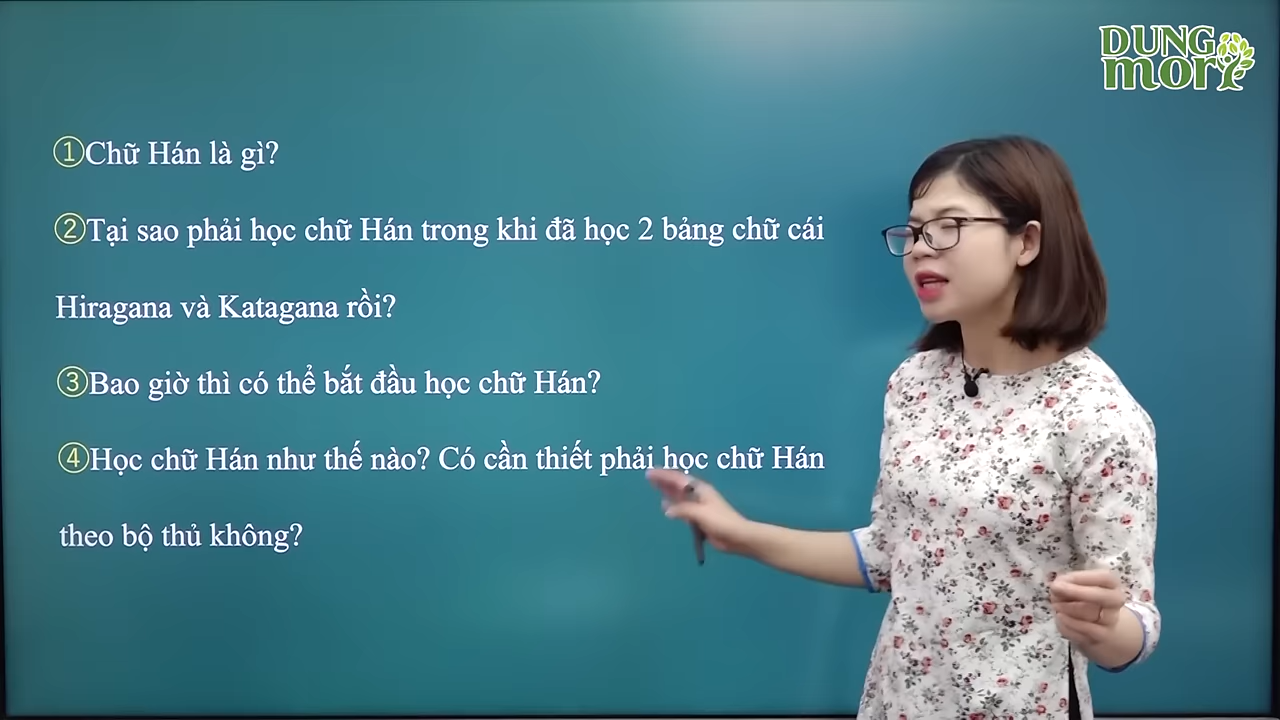 DUNG
mori
①Chữ Hán là gì?
②Tại sao phải học chữ Hán trong khi đã học 2 bảng chữ cái
Hiragana và Katagana rồi?
③Bao giờ thì có thể bắt đầu học chữ Hán?
④Học chữ Hán như thế nào? Có cần thiết phải học chữ Hán
theo bộ thủ không?